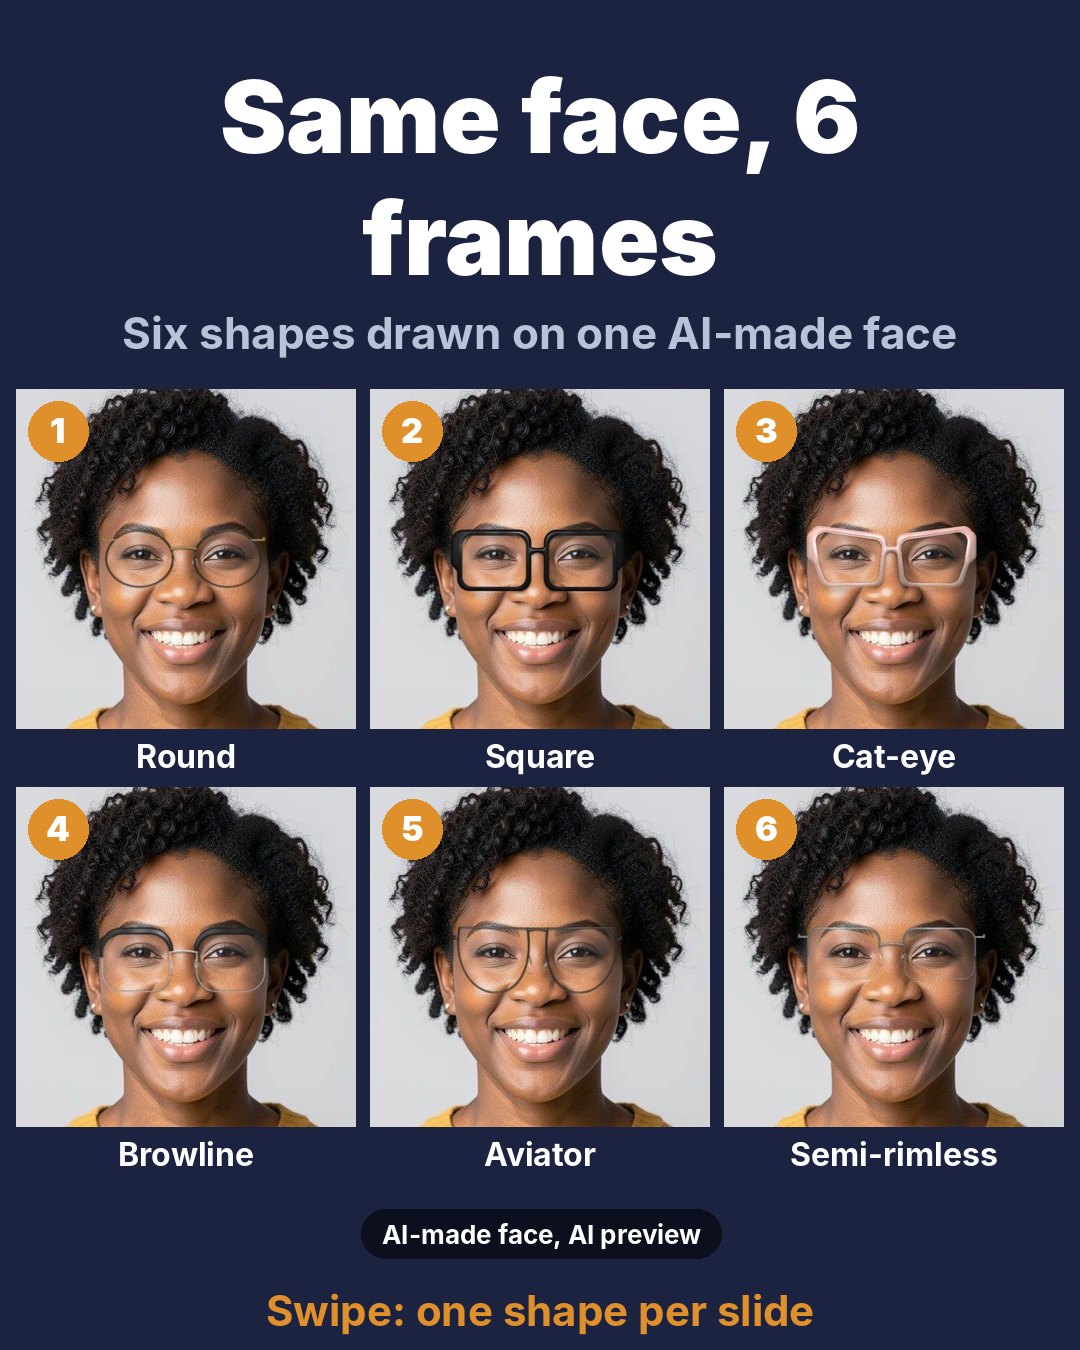 Same face, 6
frames
Six shapes drawn on one AI-made face
1
2
3
Round
Square
Cat-eye
4
5
6
Browline
Aviator
Semi-rimless
AI-made face, AI preview
Swipe: one shape per slide